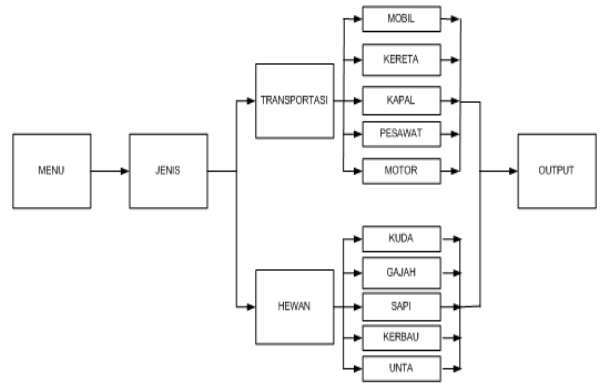 MENU
JENIS
TRANSPORTASI
MOBIL
KERETA
KAPAL
PESAWAT
MOTOR
HEWAN
KUDA
GAJAH
SAPI
KERBAU
UNTA
OUTPUT